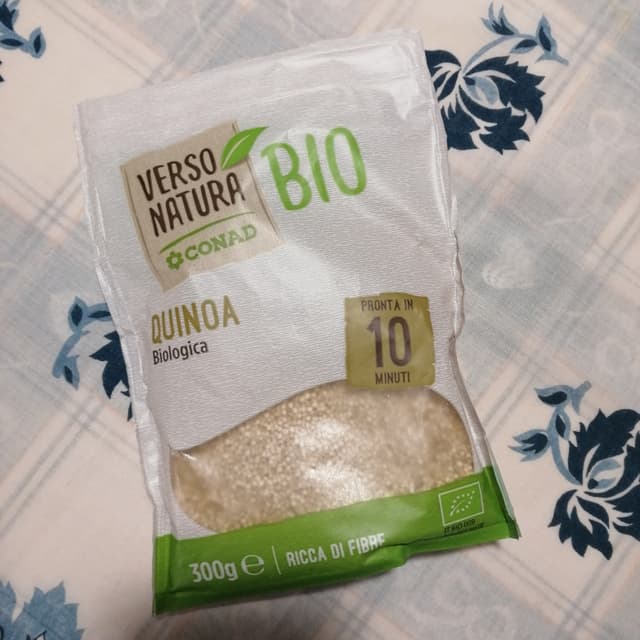 VERSO
NATURA
CONAD
BIO
QUINOA
Biologica
PRONTA IN
10
MINUTI
300g e
RICCA DI FIBRE